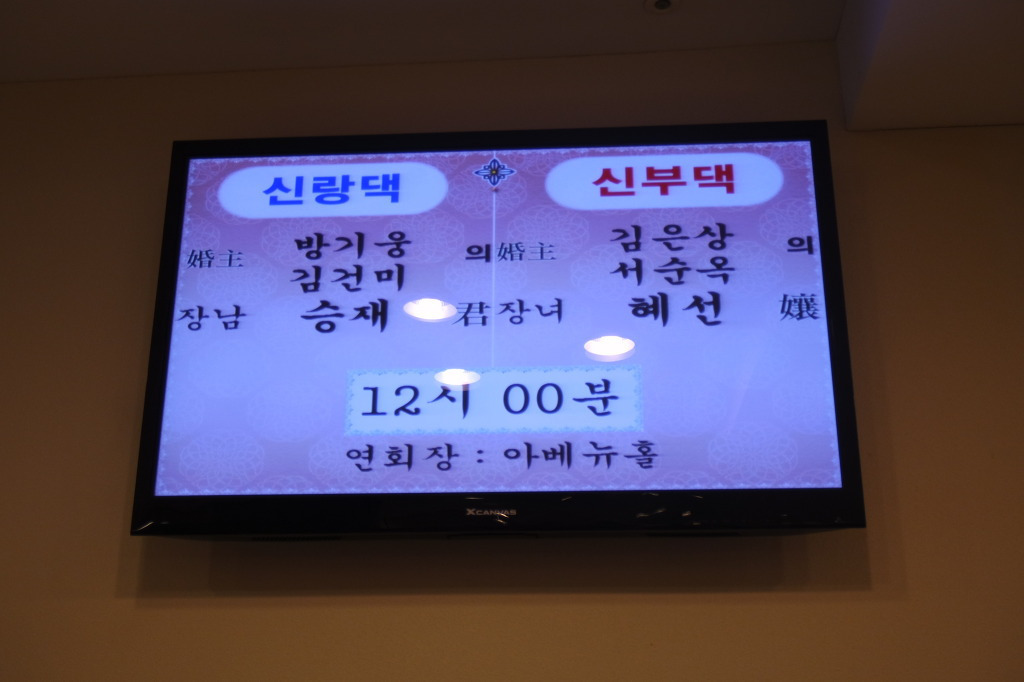 신랑댁
婚主 방기웅 의
김건미
장남 승재 君
신부댁
婚主 김은상 의
서순옥
장녀 혜선 孃
12시 00분
연회장 : 아베뉴홀
XCANVAS